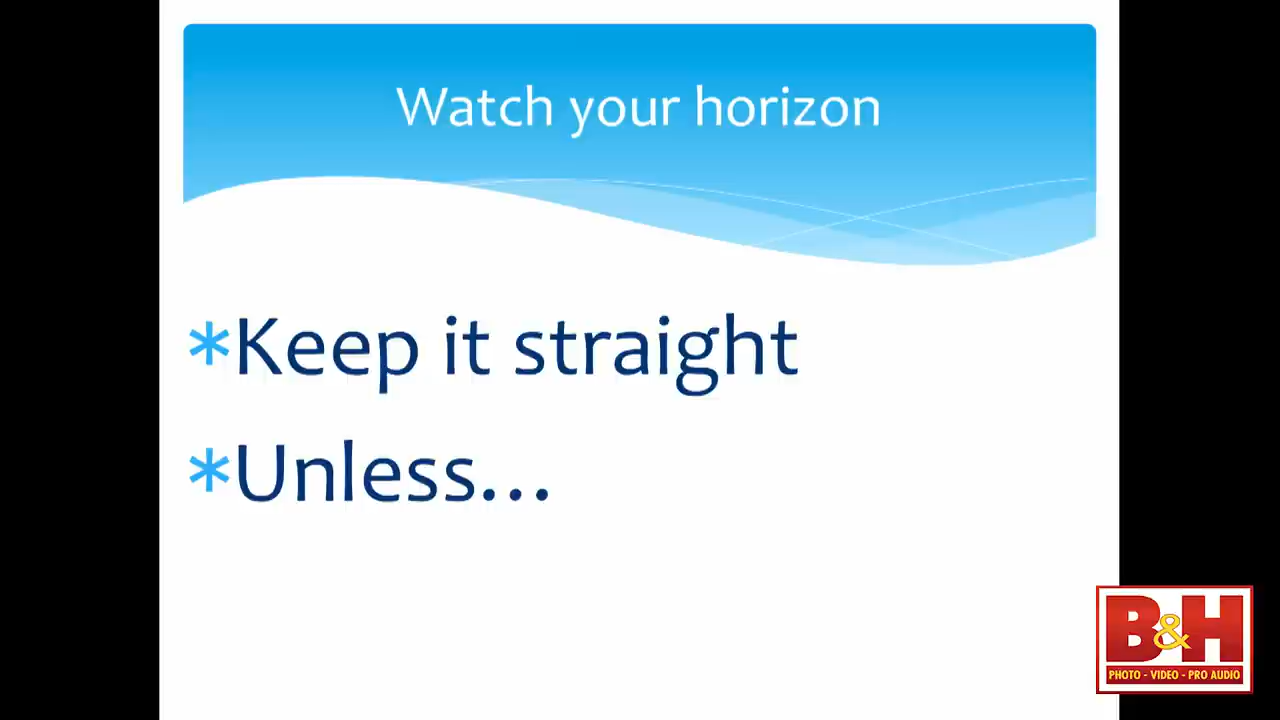 Watch your horizon
*Keep it straight
*Unless...
B&H
PHOTO - VIDEO - PRO AUDIO